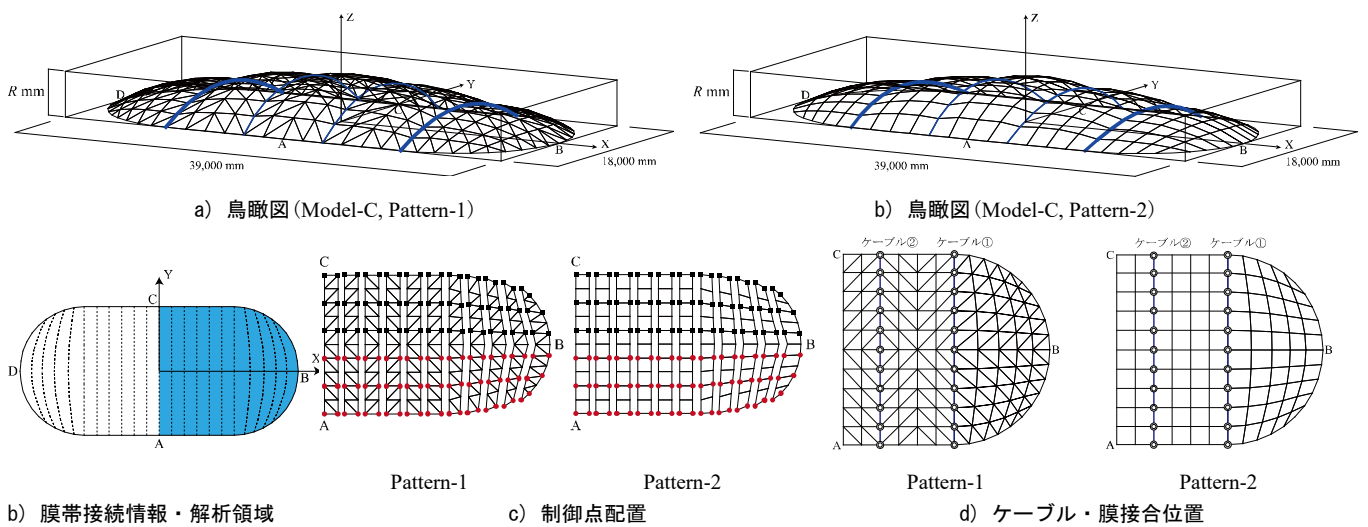 Z
R mm
D
Y
C
A
X
B
39,000 mm
18,000 mm
a) 鳥瞰図(Model-C, Pattern-1)
Z
R mm
D
Y
C
A
X
B
39,000 mm
18,000 mm
b) 鳥瞰図(Model-C, Pattern-2)
Y
C
D
X
B
A
b) 膜帯接続情報・解析領域
C
B
A
Pattern-1
C
B
A
Pattern-2
c) 制御点配置
ケーブル② ケーブル①
C
B
A
Pattern-1
ケーブル② ケーブル①
C
B
A
Pattern-2
d) ケーブル・膜接合位置